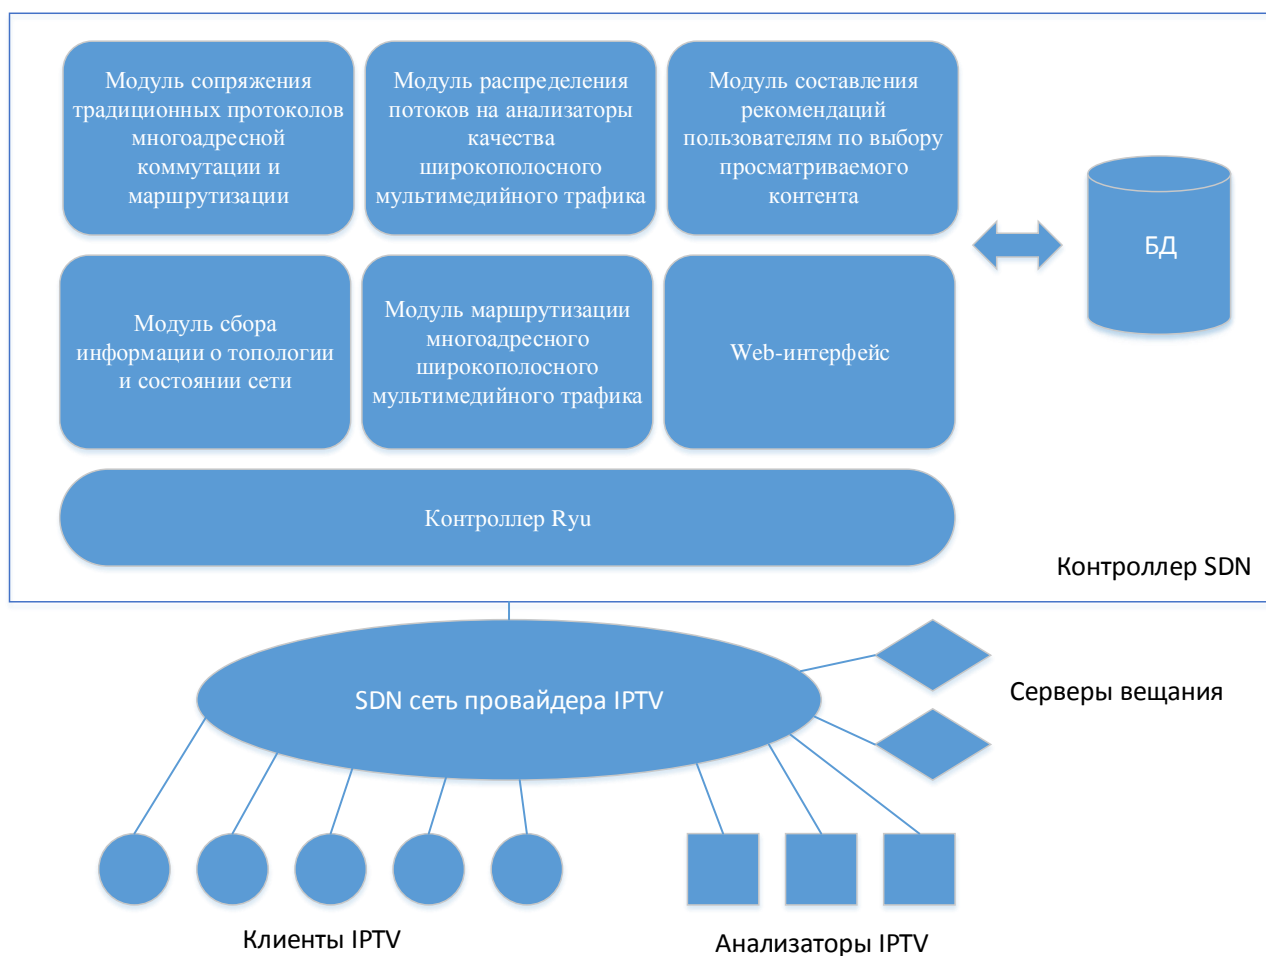 Модуль сопряжения
традиционных протоколов
многоадресной
коммутации и
маршрутизации
Модуль распределения
потоков на анализаторы
качества
широкополосного
мультимедийного трафика
Модуль составления
рекомендаций
пользователям по выбору
просматриваемого
контента
БД
Модуль сбора
информации о топологии
и состоянии сети
Модуль маршрутизации
многоадресного
широкополосного
мультимедийного трафика
Web-интерфейс
Контроллер Ryu
Контроллер SDN
SDN сеть провайдера IPTV
Серверы вещания
Клиенты IPTV
Анализаторы IPTV